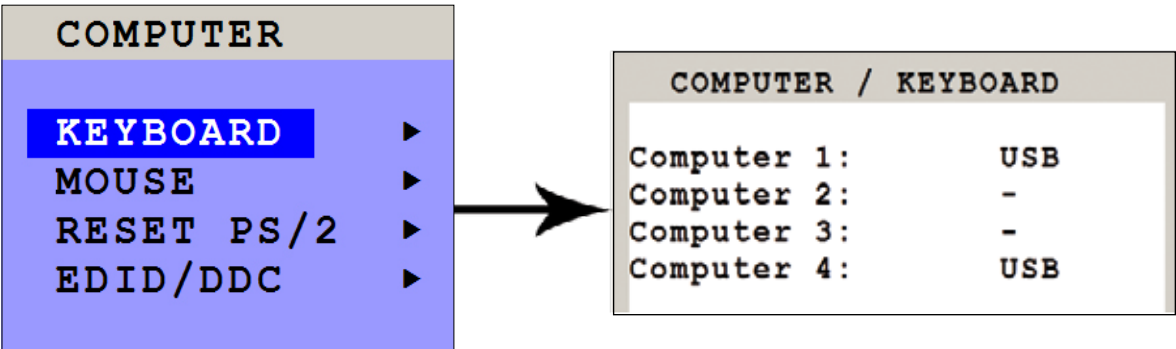 COMPUTER
KEYBOARD
MOUSE
RESET PS/2
EDID/DDC
COMPUTER / KEYBOARD
Computer 1: USB
Computer 2: -
Computer 3: -
Computer 4: USB